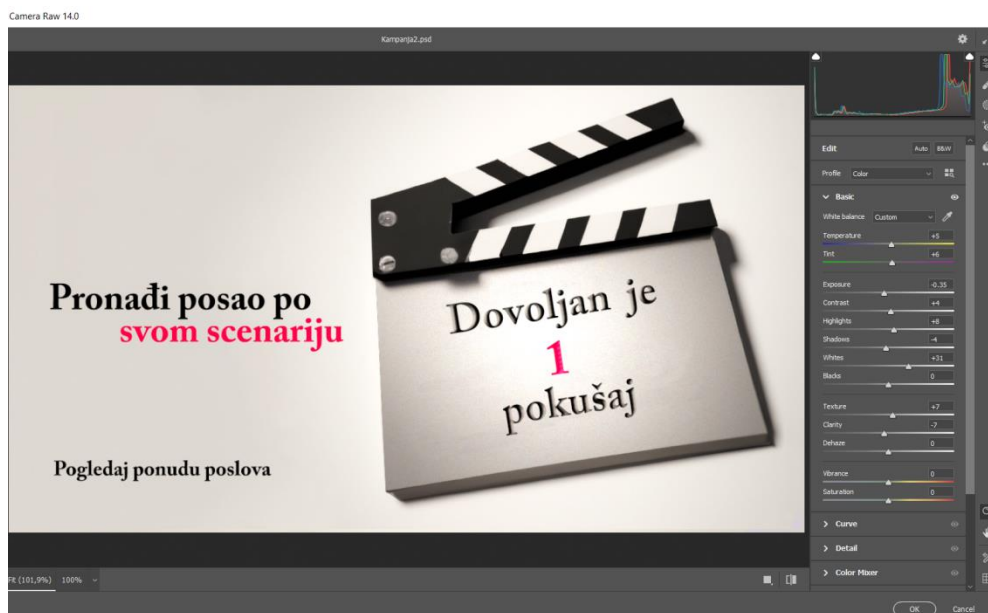 Camera Raw 14.0
Kampanja2.psd
Pronađi posao po
svom scenariju
Pogledaj ponudu poslova
Dovoljan je
1
pokušaj
Edit Auto B&W
Profile Color
Basic
White balance Custom
Temperature +5
Tint +6
Exposure -0.35
Contrast +4
Highlights +8
Shadows -4
Whites +31
Blacks 0
Texture +7
Clarity -7
Dehaze 0
Vibrance 0
Saturation 0
Curve
Detail
Color Mixer
Fit (101,9%) 100%
OK Cancel